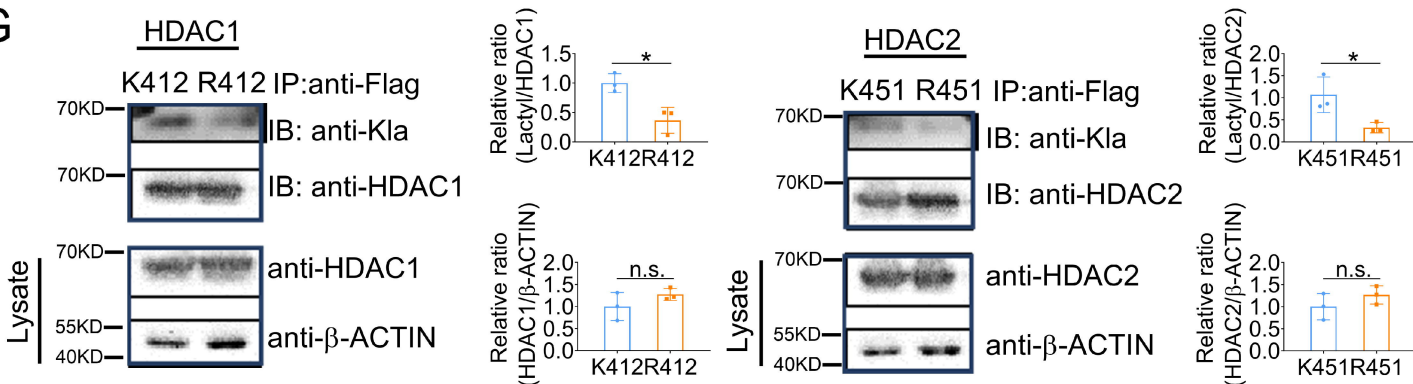 G
HDAC1
K412 R412 IP:anti-Flag
70KD
IB: anti-Kla
70KD
IB: anti-HDAC1
Lysate
70KD
anti-HDAC1
55KD
anti-β-ACTIN
40KD
Relative ratio
(Lactyl/HDAC1)
1.5
1.0
0.5
0.0
*
K412R412
Relative ratio
(HDAC1/β-ACTIN)
2.0
1.5
1.0
0.5
0.0
n.s.
K412R412
HDAC2
K451 R451 IP:anti-Flag
70KD
IB: anti-Kla
70KD
IB: anti-HDAC2
Lysate
70KD
anti-HDAC2
55KD
anti-β-ACTIN
40KD
Relative ratio
(Lactyl/HDAC2)
2.0
1.5
1.0
0.5
0.0
*
K451R451
Relative ratio
(HDAC2/β-ACTIN)
2.0
1.5
1.0
0.5
0.0
n.s.
K451R451